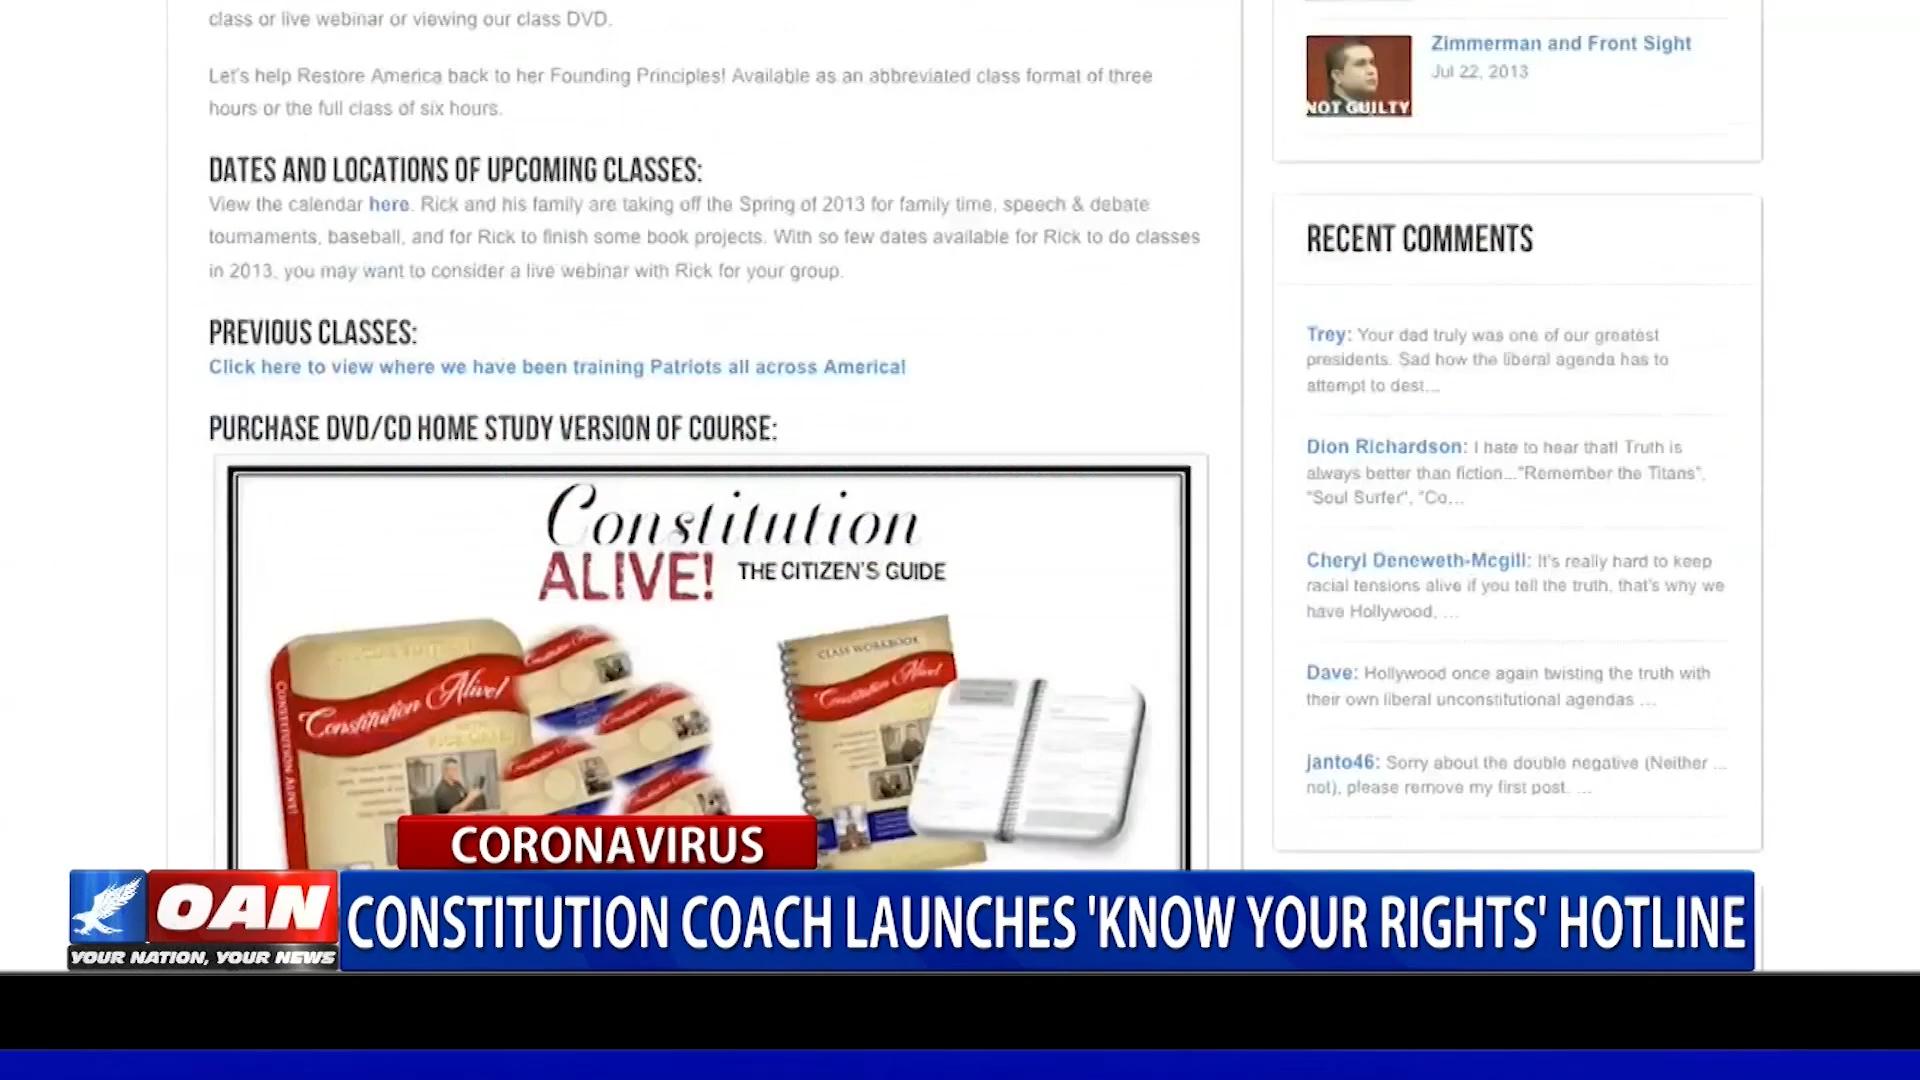 class or live webinar or viewing our class DVD.
Let's help Restore America back to her Founding Principles! Available as an abbreviated class format of three
hours or the full class of six hours.
DATES AND LOCATIONS OF UPCOMING CLASSES:
View the calendar here. Rick and his family are taking off the Spring of 2013 for family time, speech & debate
tournaments, baseball, and for Rick to finish some book projects. With so few dates available for Rick to do classes
in 2013, you may want to consider a live webinar with Rick for your group.
PREVIOUS CLASSES:
Click here to view where we have been training Patriots all across America!
PURCHASE DVD/CD HOME STUDY VERSION OF COURSE:
Constitution
ALIVE! THE CITIZEN'S GUIDE
Constitution Alive!
CONSTITUTION ALIVE!
CLASS WORKBOOK
Constitution Alive!
Zimmerman and Front Sight
Jul 22, 2013
NOT GUILTY
RECENT COMMENTS
Trey: Your dad truly was one of our greatest
presidents. Sad how the liberal agenda has to
attempt to dest...
Dion Richardson: I hate to hear that! Truth is
always better than fiction..."Remember the Titans",
"Soul Surfer", "Co...
Cheryl Deneweth-Mcgill: It's really hard to keep
racial tensions alive if you tell the truth, that's why we
have Hollywood, ...
Dave: Hollywood once again twisting the truth with
their own liberal unconstitutional agendas ...
janto46: Sorry about the double negative (Neither ...
not), please remove my first post. ...
CORONAVIRUS
OAN
YOUR NATION, YOUR NEWS
CONSTITUTION COACH LAUNCHES 'KNOW YOUR RIGHTS' HOTLINE